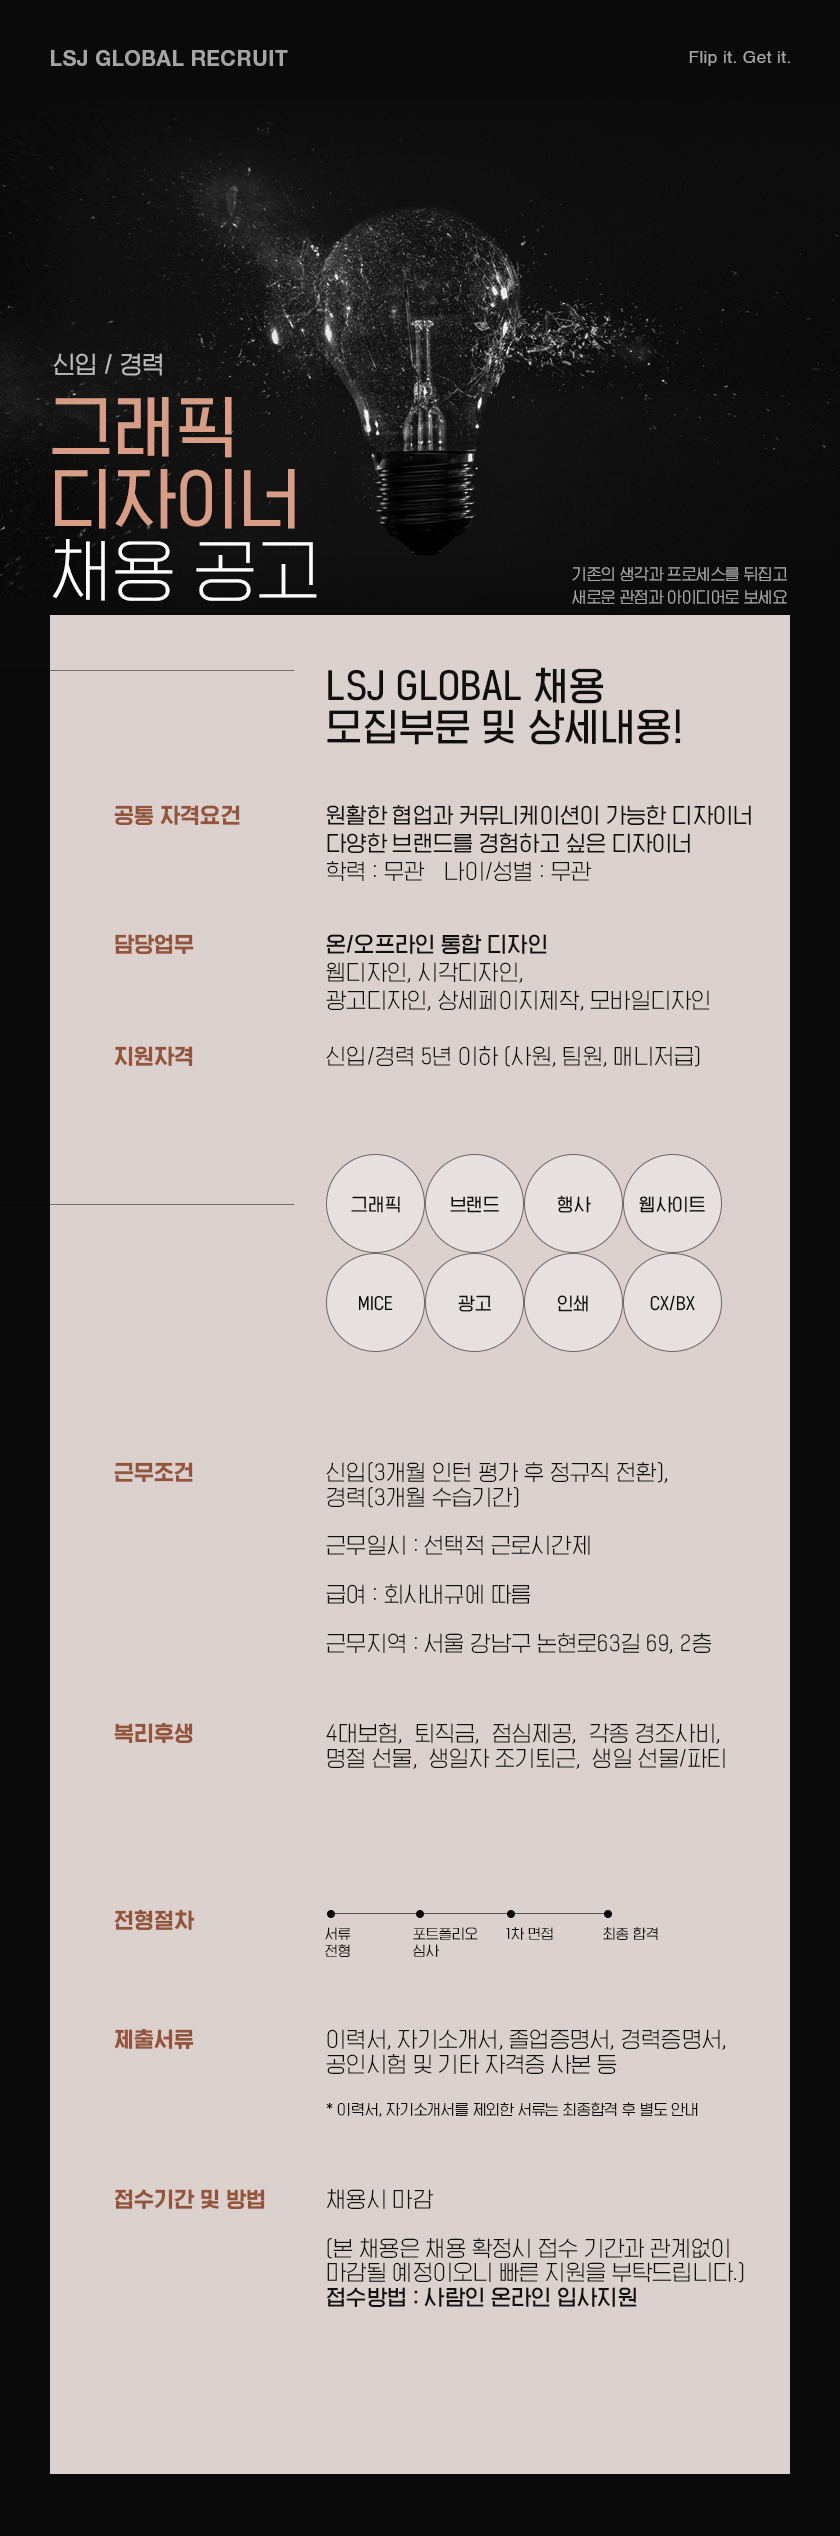 LSJ GLOBAL RECRUIT
Flip it. Get it.
신입 / 경력
그래픽
디자이너
채용 공고
기존의 생각과 프로세스를 뒤집고
새로운 관점과 아이디어로 보세요
LSJ GLOBAL 채용
모집부문 및 상세내용!
공통 자격요건
원활한 협업과 커뮤니케이션이 가능한 디자이너
다양한 브랜드를 경험하고 싶은 디자이너
학력 : 무관 나이/성별 : 무관
담당업무
온/오프라인 통합 디자인
웹디자인, 시각디자인,
광고디자인, 상세페이지제작, 모바일디자인
지원자격
신입/경력 5년 이하 (사원, 팀원, 매니저급)
그래픽 브랜드 행사 웹사이트
MICE 광고 인쇄 CX/BX
근무조건
신입(3개월 인턴 평가 후 정규직 전환),
경력(3개월 수습기간)
근무일시 : 선택적 근로시간제
급여 : 회사내규에 따름
근무지역 : 서울 강남구 논현로63길 69, 2층
복리후생
4대보험, 퇴직금, 점심제공, 각종 경조사비,
명절 선물, 생일자 조기퇴근, 생일 선물/파티
전형절차
서류
전형
포트폴리오
심사
1차 면접
최종 합격
제출서류
이력서, 자기소개서, 졸업증명서, 경력증명서,
공인시험 및 기타 자격증 사본 등
* 이력서, 자기소개서를 제외한 서류는 최종합격 후 별도 안내
접수기간 및 방법
채용시 마감
(본 채용은 채용 확정시 접수 기간과 관계없이
마감될 예정이오니 빠른 지원을 부탁드립니다.)
접수방법 : 사람인 온라인 입사지원